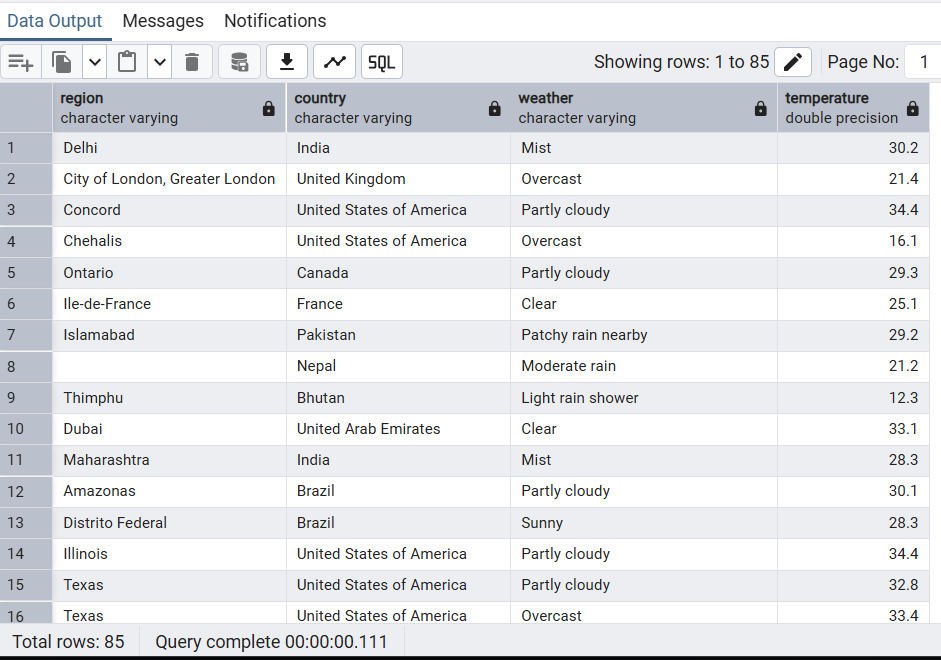 Data Output Messages Notifications
SQL Showing rows: 1 to 85 Page No: 1
region country weather temperature
character varying character varying character varying double precision
1 Delhi India Mist 30.2
2 City of London, Greater London United Kingdom Overcast 21.4
3 Concord United States of America Partly cloudy 34.4
4 Chehalis United States of America Overcast 16.1
5 Ontario Canada Partly cloudy 29.3
6 Ile-de-France France Clear 25.1
7 Islamabad Pakistan Patchy rain nearby 29.2
8 Nepal Moderate rain 21.2
9 Thimphu Bhutan Light rain shower 12.3
10 Dubai United Arab Emirates Clear 33.1
11 Maharashtra India Mist 28.3
12 Amazonas Brazil Partly cloudy 30.1
13 Distrito Federal Brazil Sunny 28.3
14 Illinois United States of America Partly cloudy 34.4
15 Texas United States of America Partly cloudy 32.8
16 Texas United States of America Overcast 33.4
Total rows: 85 Query complete 00:00:00.111